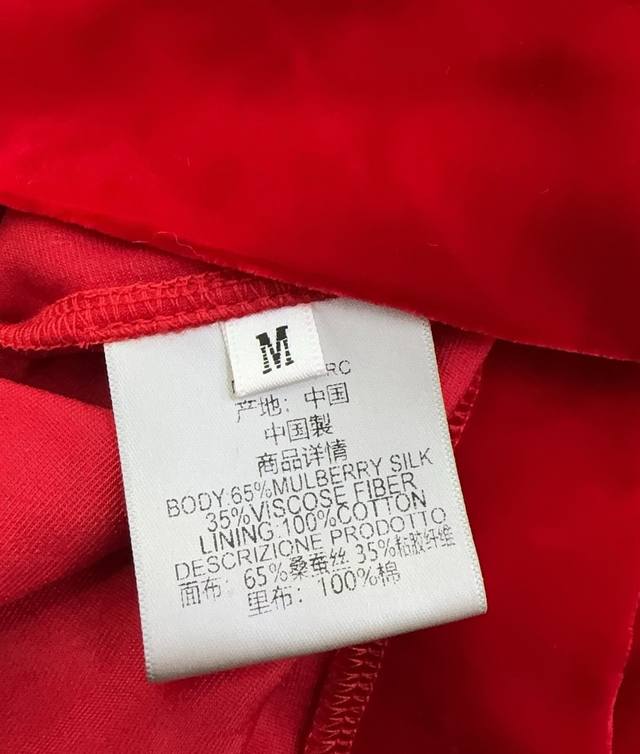 M
产地：中国
中国製
商品详情
BODY:65%MULBERRY SILK
35%VISCOSE FIBER
LINING:100%COTTON
DESCRIZIONE PRODOTTO
面布：65%桑蚕丝 35%粘胶纤维
里布：100%棉